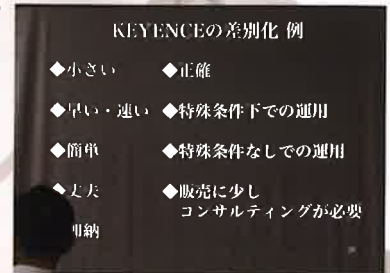 KEYENCEの差別化 例
◆小さい
◆早い・速い
◆簡単
◆丈夫
即納
◆正確
◆特殊条件下での運用
◆特殊条件なしでの運用
◆販売に少し
コンサルティングが必要